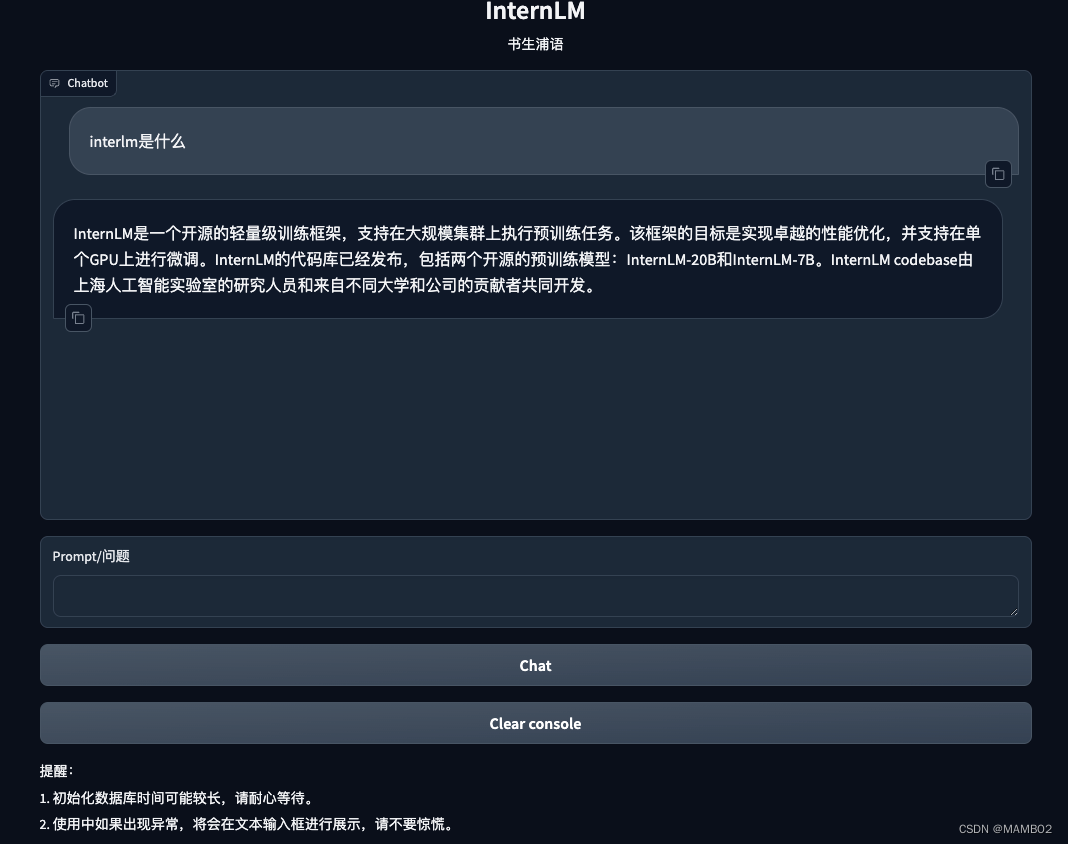 InternLM
书生浦语
Chatbot
interlm是什么
InternLM是一个开源的轻量级训练框架，支持在大规模集群上执行预训练任务。该框架的目标是实现卓越的性能优化，并支持在单
个GPU上进行微调。InternLM的代码库已经发布，包括两个开源的预训练模型：InternLM-20B和InternLM-7B。InternLM codebase由
上海人工智能实验室的研究人员和来自不同大学和公司的贡献者共同开发。
Prompt/问题
Chat
Clear console
提醒：
1. 初始化数据库时间可能较长，请耐心等待。
2. 使用中如果出现异常，将会在文本输入框进行展示，请不要惊慌。
CSDN @MAMBO2